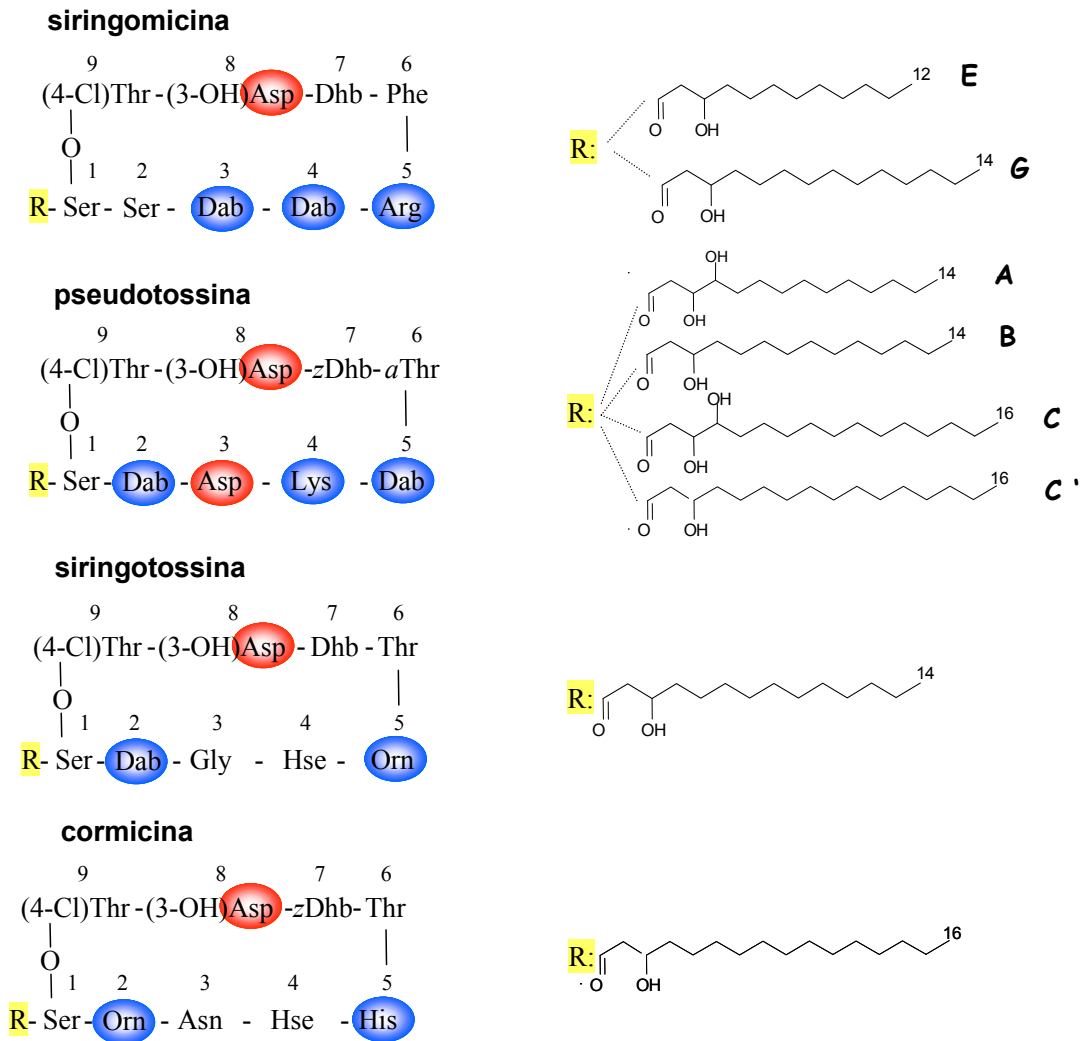 siringomicina
9 8 7 6
(4-Cl)Thr - (3-OH)Asp - Dhb - Phe
O
1 2 3 4 5
R- Ser - Ser - Dab - Dab - Arg
R:
12 E
O OH
14 G
O OH
pseudotossina
9 8 7 6
(4-Cl)Thr - (3-OH)Asp -zDhb- aThr
O
1 2 3 4 5
R- Ser - Dab - Asp - Lys - Dab
R:
OH
14 A
O OH
14 B
O OH
OH
16 C
O OH
16 C '
O OH
siringotossina
9 8 7 6
(4-Cl)Thr - (3-OH)Asp - Dhb - Thr
O
1 2 3 4 5
R- Ser - Dab - Gly - Hse - Orn
R:
14
O OH
cormicina
9 8 7 6
(4-Cl)Thr -(3-OH)Asp -zDhb- Thr
O
1 2 3 4 5
R- Ser - Orn - Asn - Hse - His
R:
16
O OH